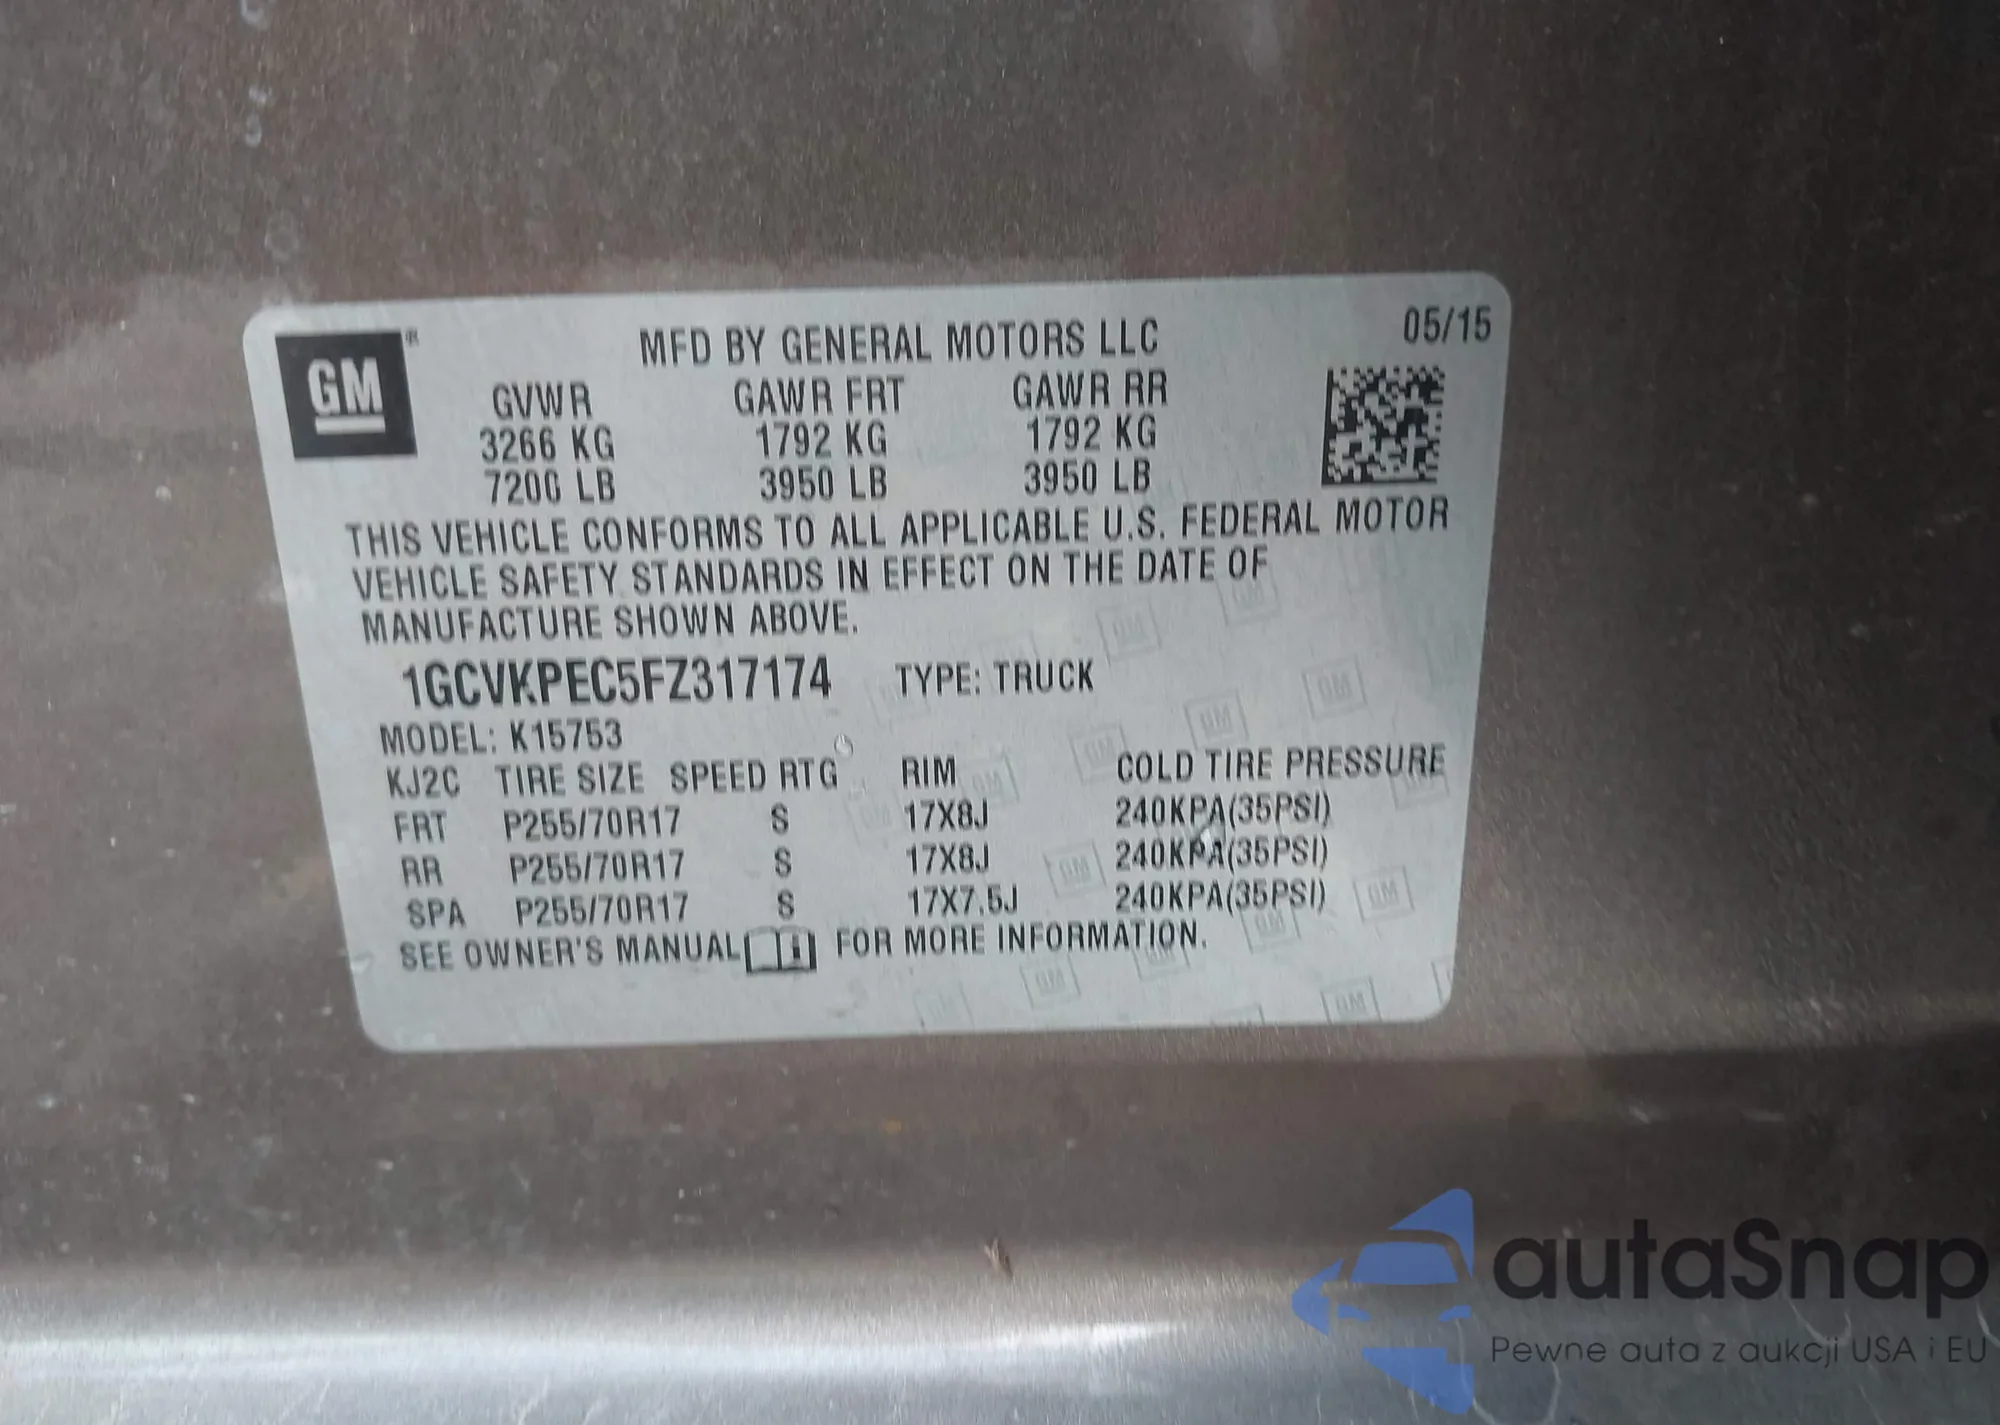 GM®
MFD BY GENERAL MOTORS LLC 05/15
GVWR GAWR FRT GAWR RR
3266 KG 1792 KG 1792 KG
7200 LB 3950 LB 3950 LB
THIS VEHICLE CONFORMS TO ALL APPLICABLE U.S. FEDERAL MOTOR
VEHICLE SAFETY STANDARDS IN EFFECT ON THE DATE OF
MANUFACTURE SHOWN ABOVE.
1GCVKPEC5FZ317174 TYPE: TRUCK
MODEL: K15753
KJ2C TIRE SIZE SPEED RTG RIM COLD TIRE PRESSURE
FRT P255/70R17 S 17X8J 240KPA(35PSI)
RR P255/70R17 S 17X8J 240KPA(35PSI)
SPA P255/70R17 S 17X7.5J 240KPA(35PSI)
SEE OWNER'S MANUAL i FOR MORE INFORMATION.
autaSnap
Pewne auta z aukcji USA i EU